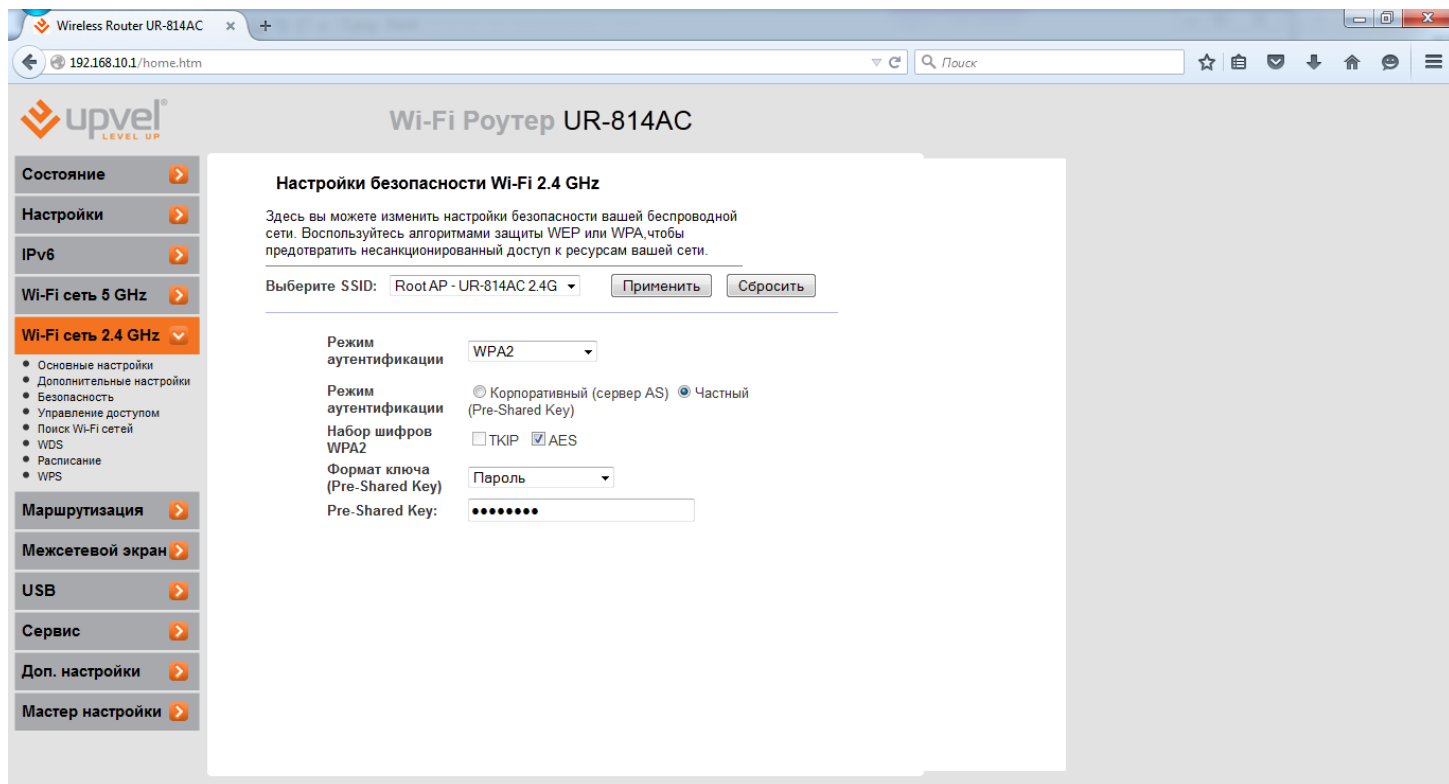 Wireless Router UR-814AC
192.168.10.1/home.htm
Поиск
upvel®
LEVEL UP
Wi-Fi Роутер UR-814AC
Состояние
Настройки
IPv6
Wi-Fi сеть 5 GHz
Wi-Fi сеть 2.4 GHz
Основные настройки
Дополнительные настройки
Безопасность
Управление доступом
Поиск Wi-Fi сетей
WDS
Расписание
WPS
Маршрутизация
Межсетевой экран
USB
Сервис
Доп. настройки
Мастер настройки
Настройки безопасности Wi-Fi 2.4 GHz
Здесь вы можете изменить настройки безопасности вашей беспроводной
сети. Воспользуйтесь алгоритмами защиты WEP или WPA,чтобы
предотвратить несанкционированный доступ к ресурсам вашей сети.
Выберите SSID: Root AP - UR-814AC 2.4G Применить Сбросить
Режим
аутентификации WPA2
Режим
аутентификации Корпоративный (сервер AS) Частный
(Pre-Shared Key)
Набор шифров
WPA2 TKIP AES
Формат ключа
(Pre-Shared Key) Пароль
Pre-Shared Key: ••••••••